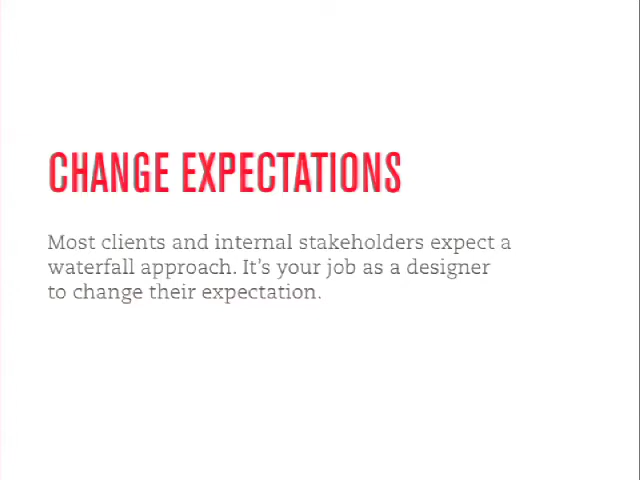 CHANGE EXPECTATIONS
Most clients and internal stakeholders expect a
waterfall approach. It's your job as a designer
to change their expectation.